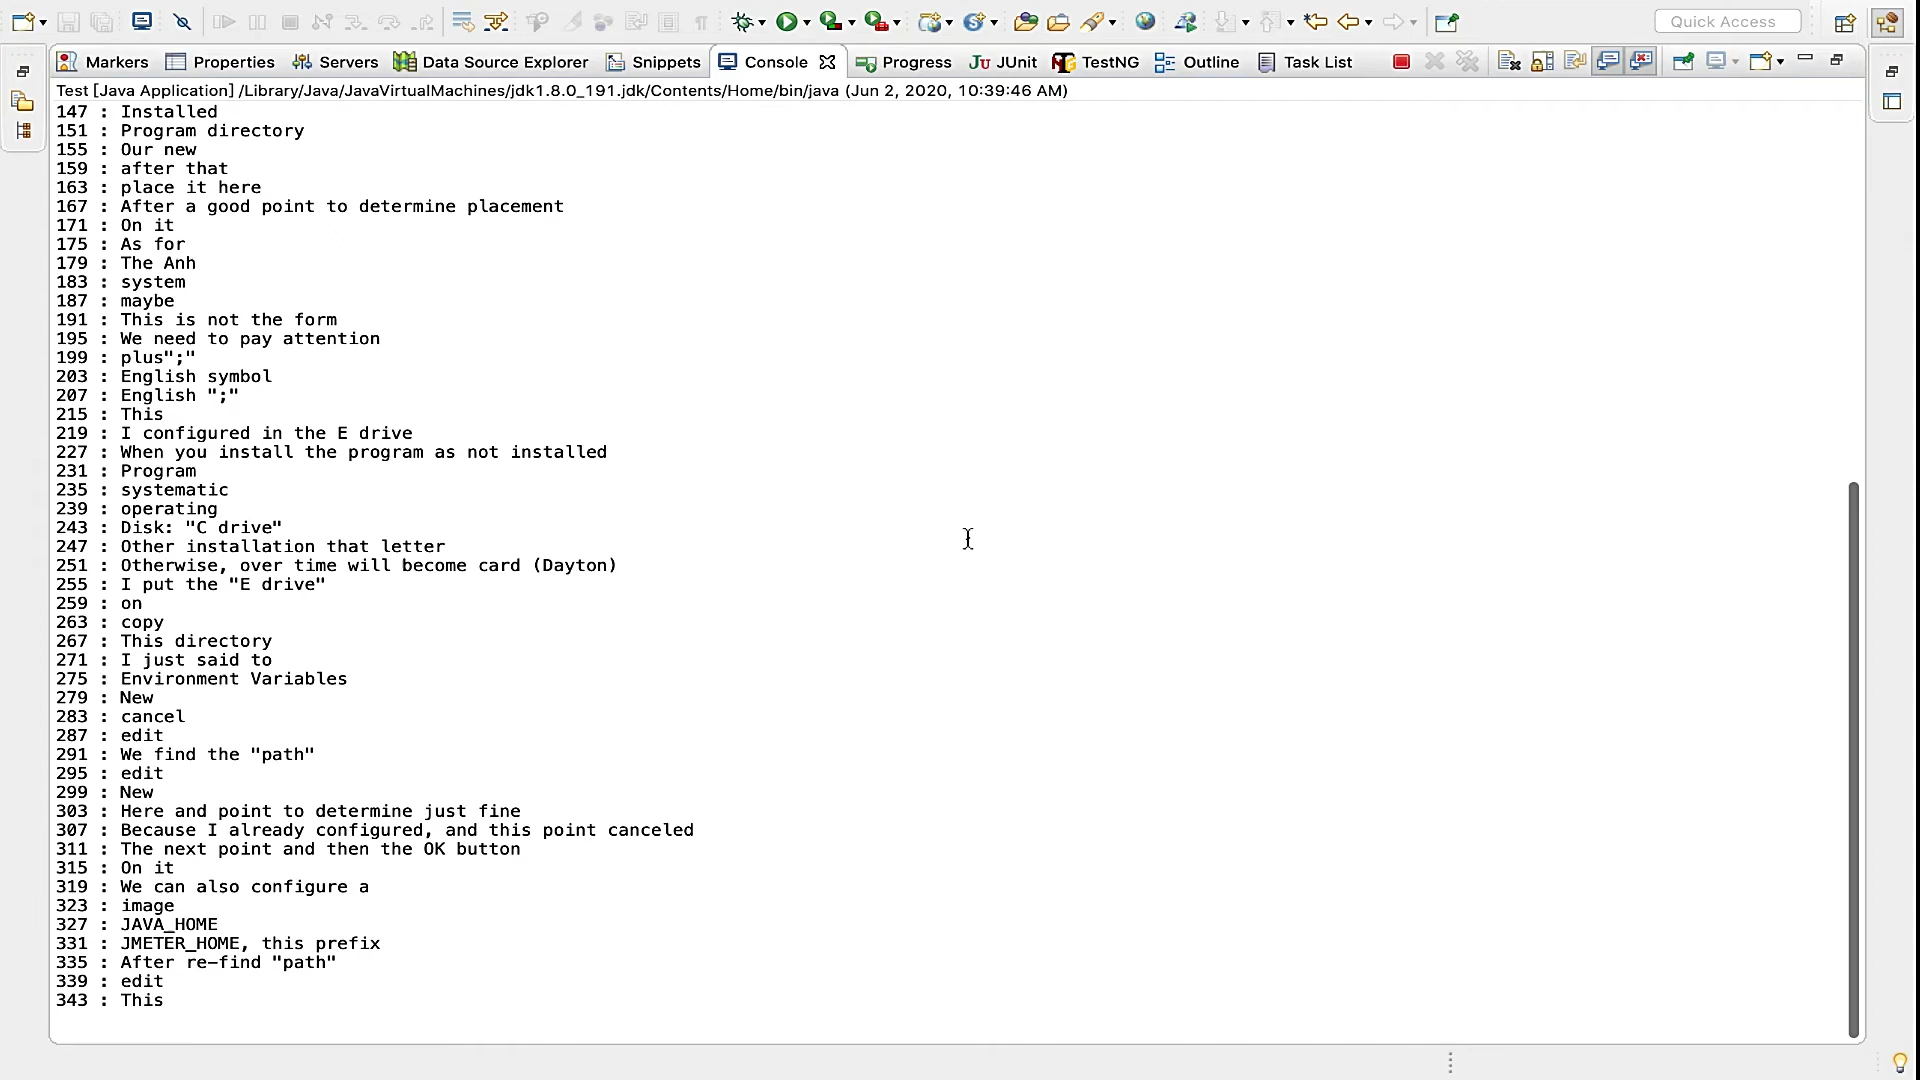 Quick Access
Markers Properties Servers Data Source Explorer Snippets Console Progress JUnit TestNG Outline Task List
Test [Java Application] /Library/Java/JavaVirtualMachines/jdk1.8.0_191.jdk/Contents/Home/bin/java (Jun 2, 2020, 10:39:46 AM)
147 : Installed
151 : Program directory
155 : Our new
159 : after that
163 : place it here
167 : After a good point to determine placement
171 : On it
175 : As for
179 : The Anh
183 : system
187 : maybe
191 : This is not the form
195 : We need to pay attention
199 : plus";"
203 : English symbol
207 : English ";"
215 : This
219 : I configured in the E drive
227 : When you install the program as not installed
231 : Program
235 : systematic
239 : operating
243 : Disk: "C drive"
247 : Other installation that letter
251 : Otherwise, over time will become card (Dayton)
255 : I put the "E drive"
259 : on
263 : copy
267 : This directory
271 : I just said to
275 : Environment Variables
279 : New
283 : cancel
287 : edit
291 : We find the "path"
295 : edit
299 : New
303 : Here and point to determine just fine
307 : Because I already configured, and this point canceled
311 : The next point and then the OK button
315 : On it
319 : We can also configure a
323 : image
327 : JAVA_HOME
331 : JMETER_HOME, this prefix
335 : After re-find "path"
339 : edit
343 : This